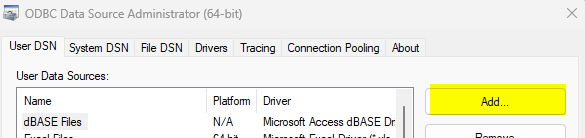 ODBC Data Source Administrator (64-bit)
User DSN System DSN File DSN Drivers Tracing Connection Pooling About
User Data Sources:
Name Platform Driver Add...
dBASE Files N/A Microsoft Access dBASE Dr
Excel Files 64-bit Microsoft Excel Driver (*.xls Remove